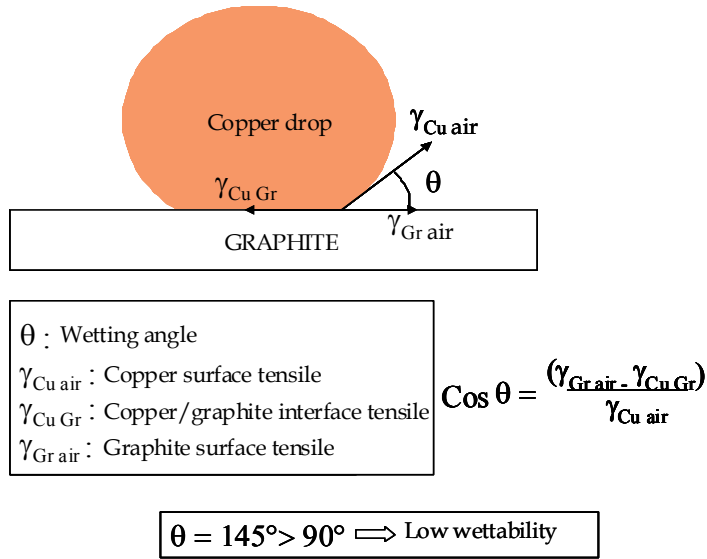 Copper drop
γCu air
γCu Gr
θ
γGr air
GRAPHITE
θ : Wetting angle
γCu air : Copper surface tensile
γCu Gr : Copper/graphite interface tensile
γGr air : Graphite surface tensile
Cos θ = (γGr air - γCu Gr) / γCu air
θ = 145°> 90° ⇨ Low wettability